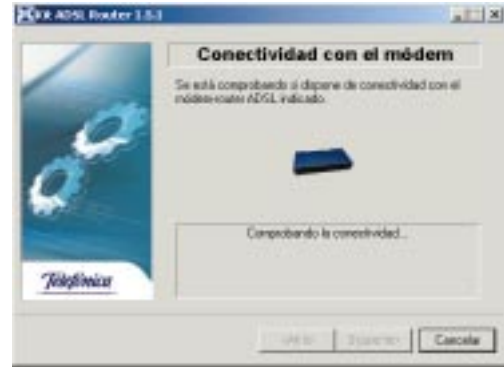 Kit ADSL Router 1.5.1
Conectividad con el módem
Se está comprobando si dispone de conectividad con el
módem-router ADSL indicado.
Comprobando la conectividad...
Telefónica
Cancelar